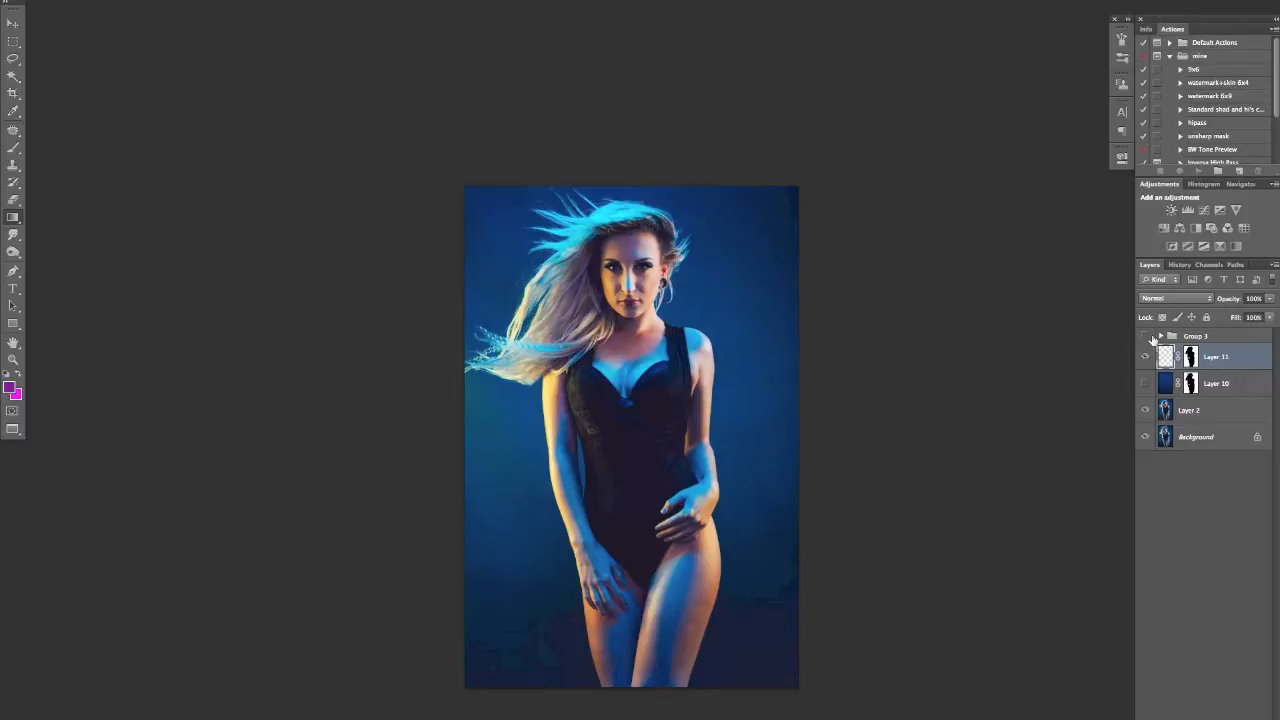 Info Actions
Default Actions
mine
9x6
watermark+skin 6x4
watermark 6x9
Standard shad and hi's c...
hipass
unsharp mask
BW Tone Preview
Inverse High Pass
Adjustments Histogram Navigator
Add an adjustment
Layers History Channels Paths
Kind
Normal Opacity: 100%
Lock: Fill: 100%
Group 3
Layer 11
Layer 10
Layer 2
Background